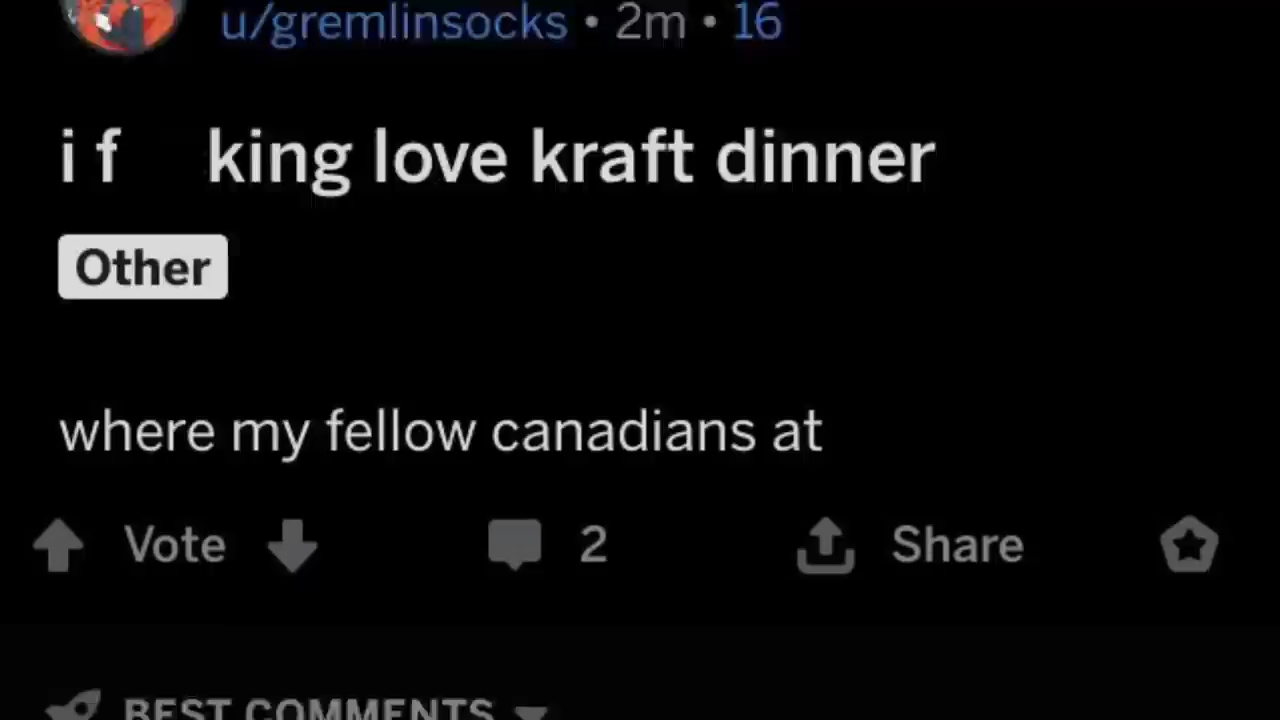 u/gremlinsocks • 2m • 16
i f king love kraft dinner
Other
where my fellow canadians at
Vote 2 Share
BEST COMMENTS